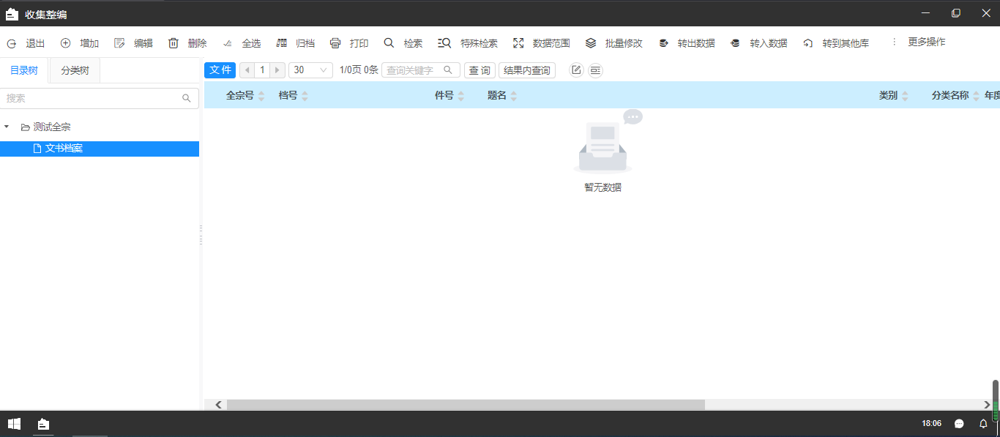 收集整编
退出 增加 编辑 删除 全选 归档 打印 检索 特殊检索 数据范围 批量修改 转出数据 转入数据 转到其他库 更多操作
目录树 分类树
文 件 1 30 1/0页 0条 查询关键字 查 询 结果内查询
搜索
全宗号 档号 件号 题名 类别 分类名称 年度
测试全宗
文书档案
暂无数据
18:06